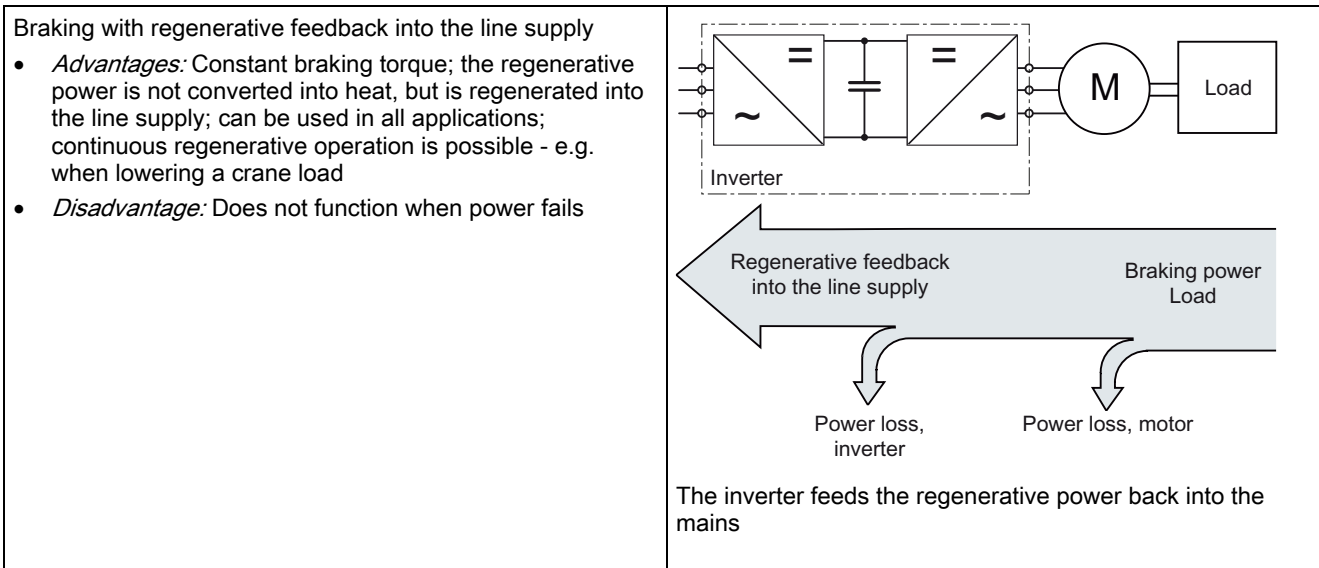 Braking with regenerative feedback into the line supply
• Advantages: Constant braking torque; the regenerative
power is not converted into heat, but is regenerated into
the line supply; can be used in all applications;
continuous regenerative operation is possible - e.g.
when lowering a crane load
• Disadvantage: Does not function when power fails
=
~
=
~
M
Load
Inverter
Regenerative feedback
into the line supply
Braking power
Load
Power loss,
inverter
Power loss, motor
The inverter feeds the regenerative power back into the
mains